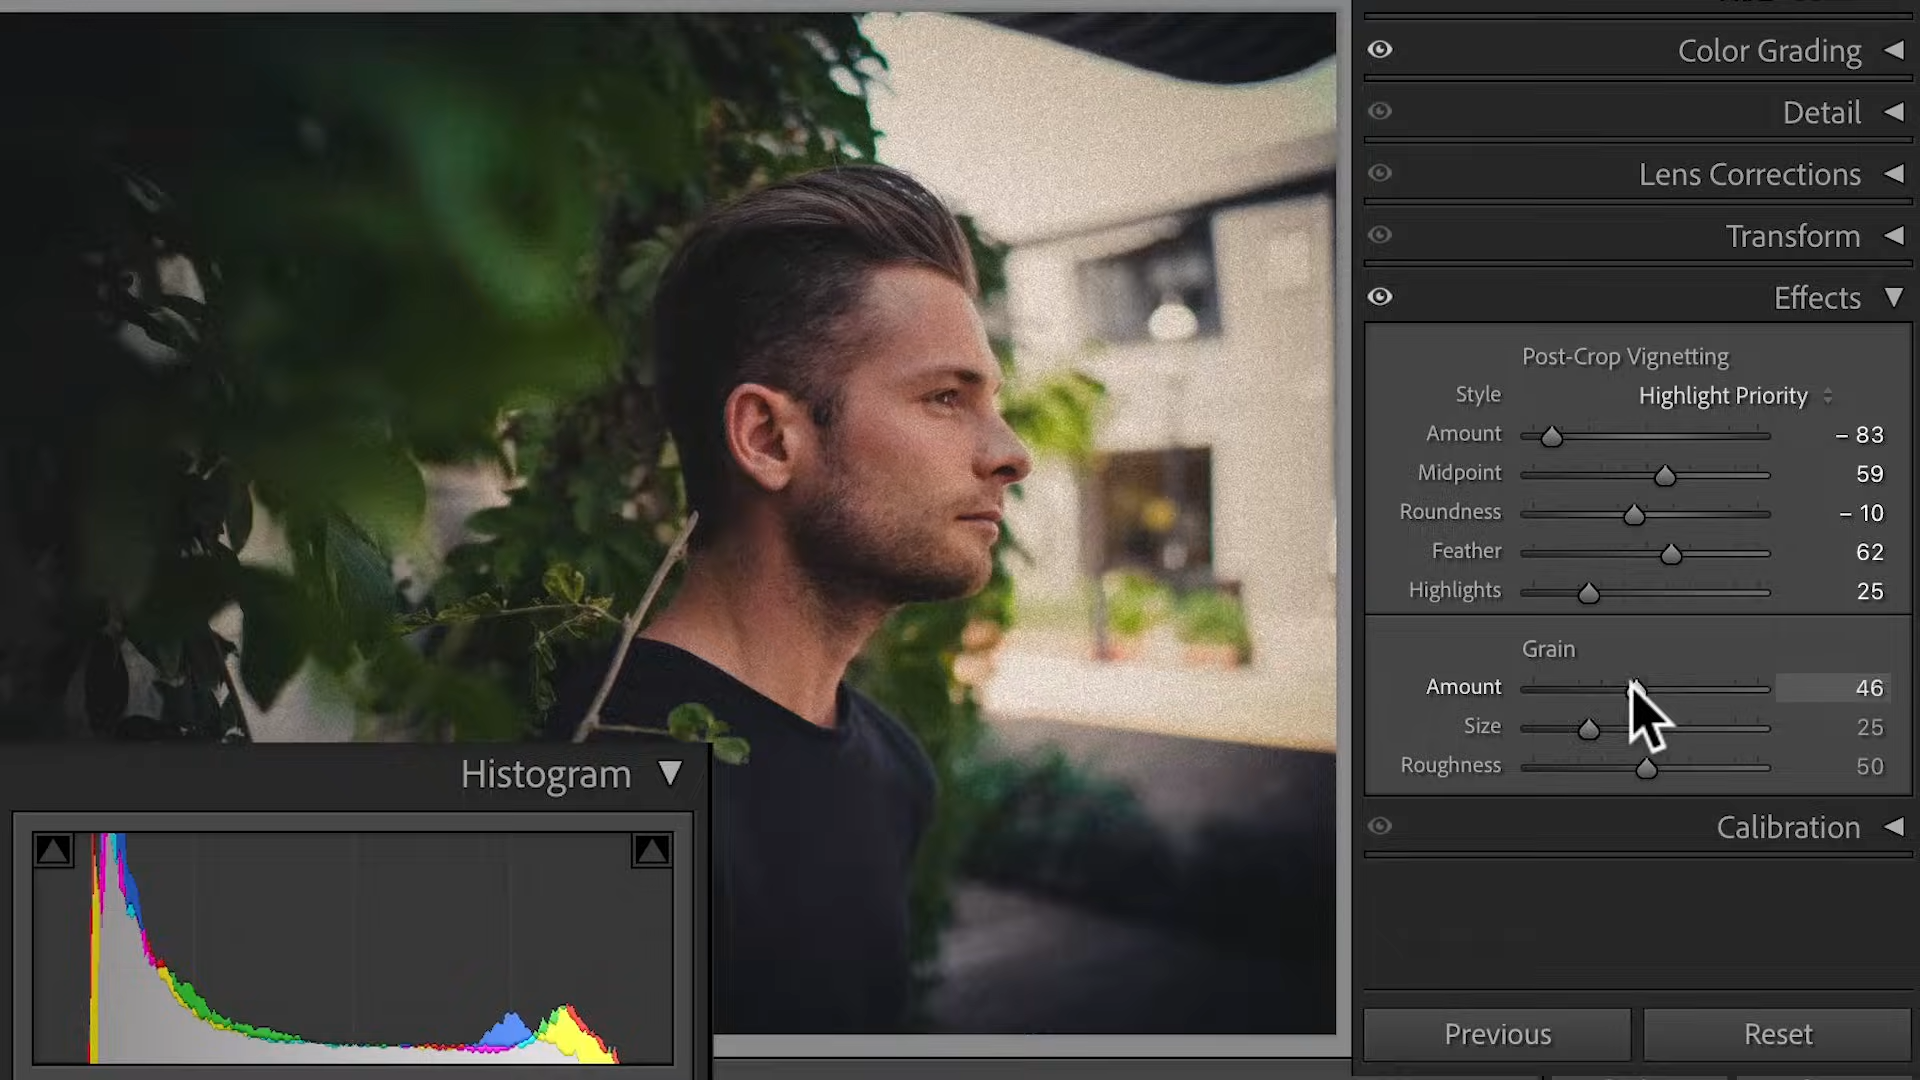 Color Grading
Detail
Lens Corrections
Transform
Effects
Post-Crop Vignetting
Style Highlight Priority
Amount – 83
Midpoint 59
Roundness – 10
Feather 62
Highlights 25
Grain
Amount 46
Size 25
Roughness 50
Calibration
Previous Reset
Histogram